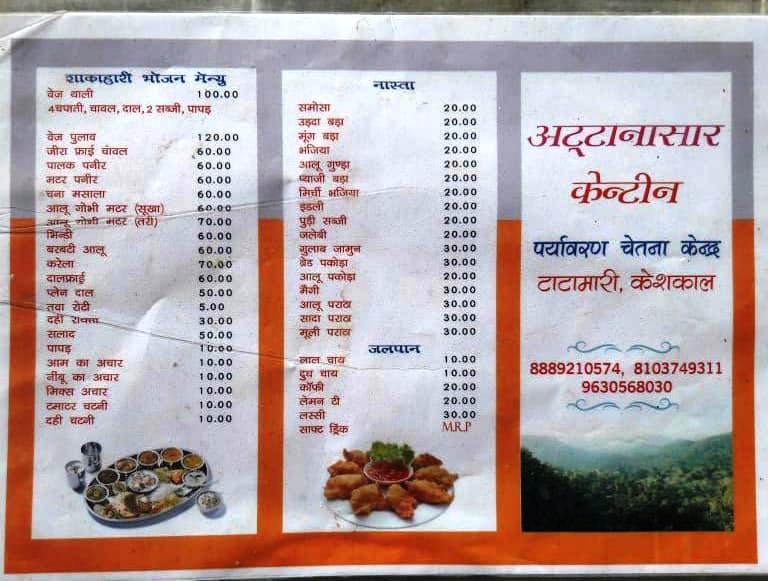 शाकाहारी भोजन मेन्यु
वेज थाली 100.00
4चपाती, चावल, दाल, 2 सब्जी, पापड़
वेज पुलाव 120.00
जीरा फ्राई चांवल 60.00
पालक पनीर 60.00
मटर पनीर 60.00
चना मसाला 60.00
आलू गोभी मटर (सूखा) 60.00
आलू गोभी मटर (तरी) 70.00
भिन्डी 60.00
बरबटी आलू 60.00
करेला 70.00
दालफ्राई 60.00
प्लेन दाल 50.00
तवा रोटी 5.00
दही रायता 30.00
सलाद 50.00
पापड़ 10.00
आम का अचार 10.00
नींबू का अचार 10.00
मिक्स अचार 10.00
टमाटर चटनी 10.00
दही चटनी 10.00
नास्ता
समोसा 20.00
उड़दा बड़ा 20.00
मूंग बड़ा 20.00
भजिया 20.00
आलू गुण्डा 20.00
प्याजी बड़ा 20.00
मिर्ची भजिया 20.00
इडली 20.00
पुड़ी सब्जी 20.00
जलेबी 20.00
गुलाब जामुन 30.00
ब्रेड पकोड़ा 20.00
आलू पकोड़ा 20.00
मैगी 30.00
आलू पराठा 30.00
सादा पराठा 30.00
मूली पराठा 30.00
जलपान
लाल चाय 10.00
दुध चाय 10.00
कॉफी 20.00
लेमन टी 20.00
लस्सी 30.00
साफ्ट ड्रिंक M.R.P
अट्टानासार
केन्टीन
पर्यावरण चेतना केन्द्र
टाटामारी, केशकाल
8889210574, 8103749311
9630568030